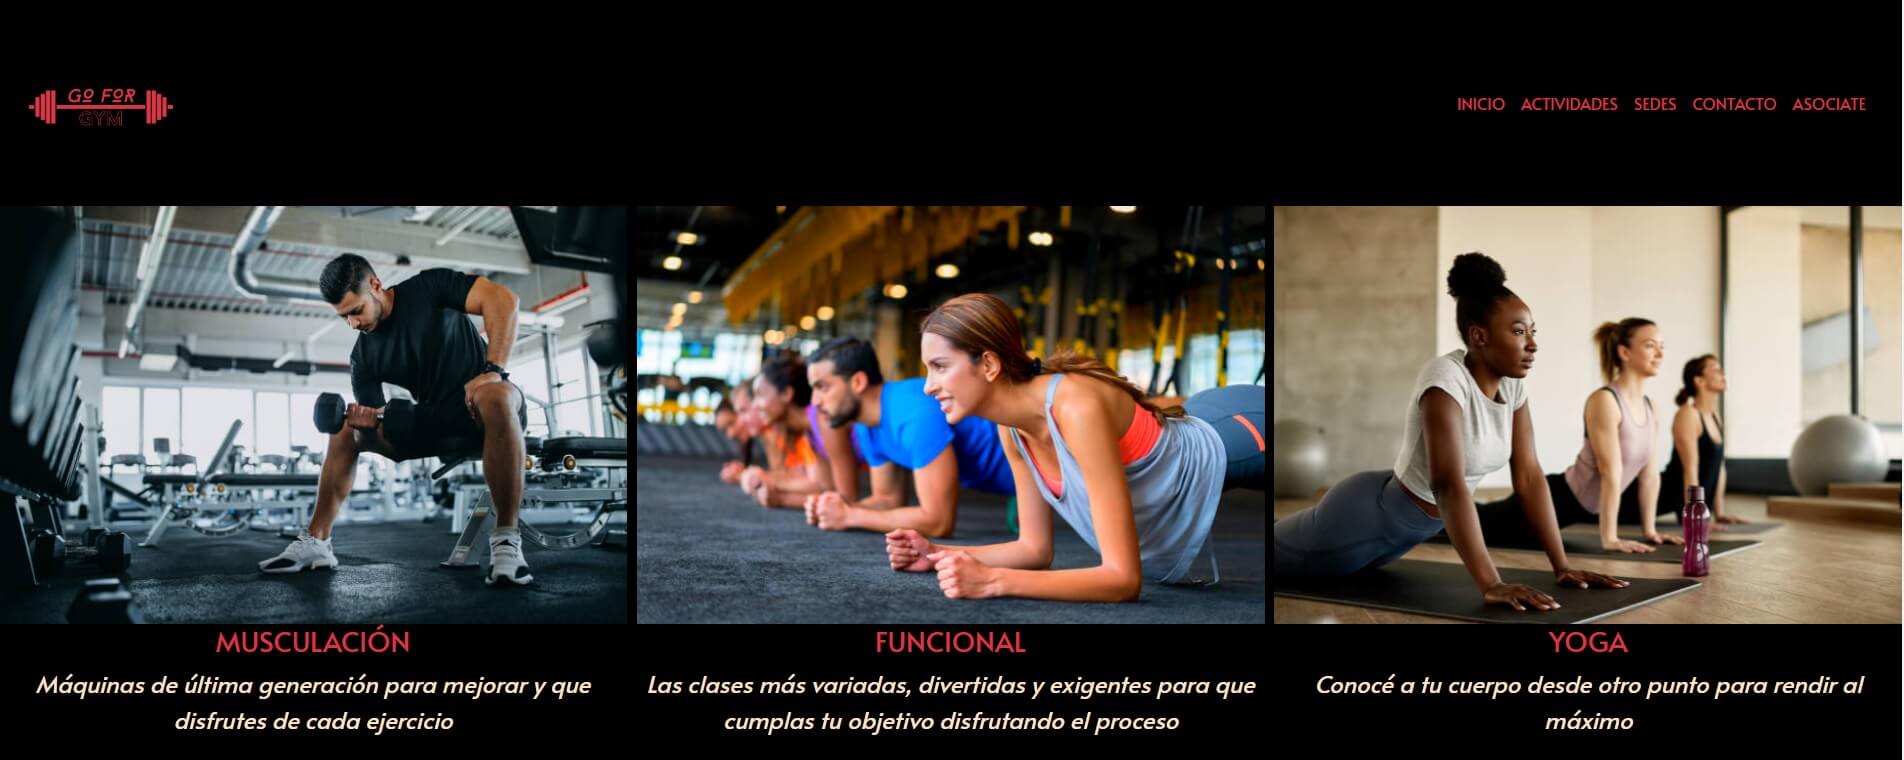 GO FOR
GYM
INICIO ACTIVIDADES SEDES CONTACTO ASOCIATE
MUSCULACIÓN
Máquinas de última generación para mejorar y que
disfrutes de cada ejercicio
FUNCIONAL
Las clases más variadas, divertidas y exigentes para que
cumplas tu objetivo disfrutando el proceso
YOGA
Conocé a tu cuerpo desde otro punto para rendir al
máximo